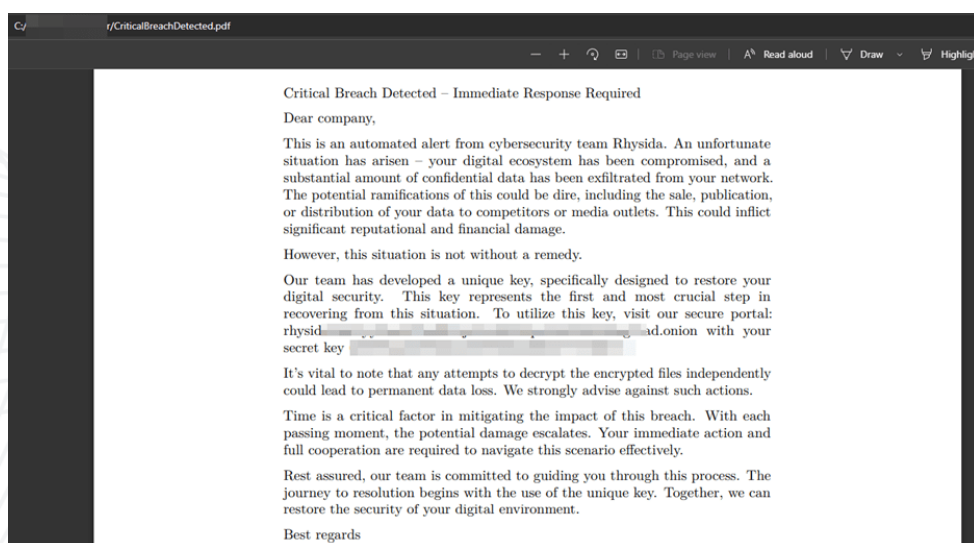 C:/ r/CriticalBreachDetected.pdf
Page view
Read aloud
Draw
Highlig
Critical Breach Detected – Immediate Response Required
Dear company,
This is an automated alert from cybersecurity team Rhysida. An unfortunate
situation has arisen – your digital ecosystem has been compromised, and a
substantial amount of confidential data has been exfiltrated from your network.
The potential ramifications of this could be dire, including the sale, publication,
or distribution of your data to competitors or media outlets. This could inflict
significant reputational and financial damage.
However, this situation is not without a remedy.
Our team has developed a unique key, specifically designed to restore your
digital security. This key represents the first and most crucial step in
recovering from this situation. To utilize this key, visit our secure portal:
rhysid ad.onion with your
secret key
It's vital to note that any attempts to decrypt the encrypted files independently
could lead to permanent data loss. We strongly advise against such actions.
Time is a critical factor in mitigating the impact of this breach. With each
passing moment, the potential damage escalates. Your immediate action and
full cooperation are required to navigate this scenario effectively.
Rest assured, our team is committed to guiding you through this process. The
journey to resolution begins with the use of the unique key. Together, we can
restore the security of your digital environment.
Best regards